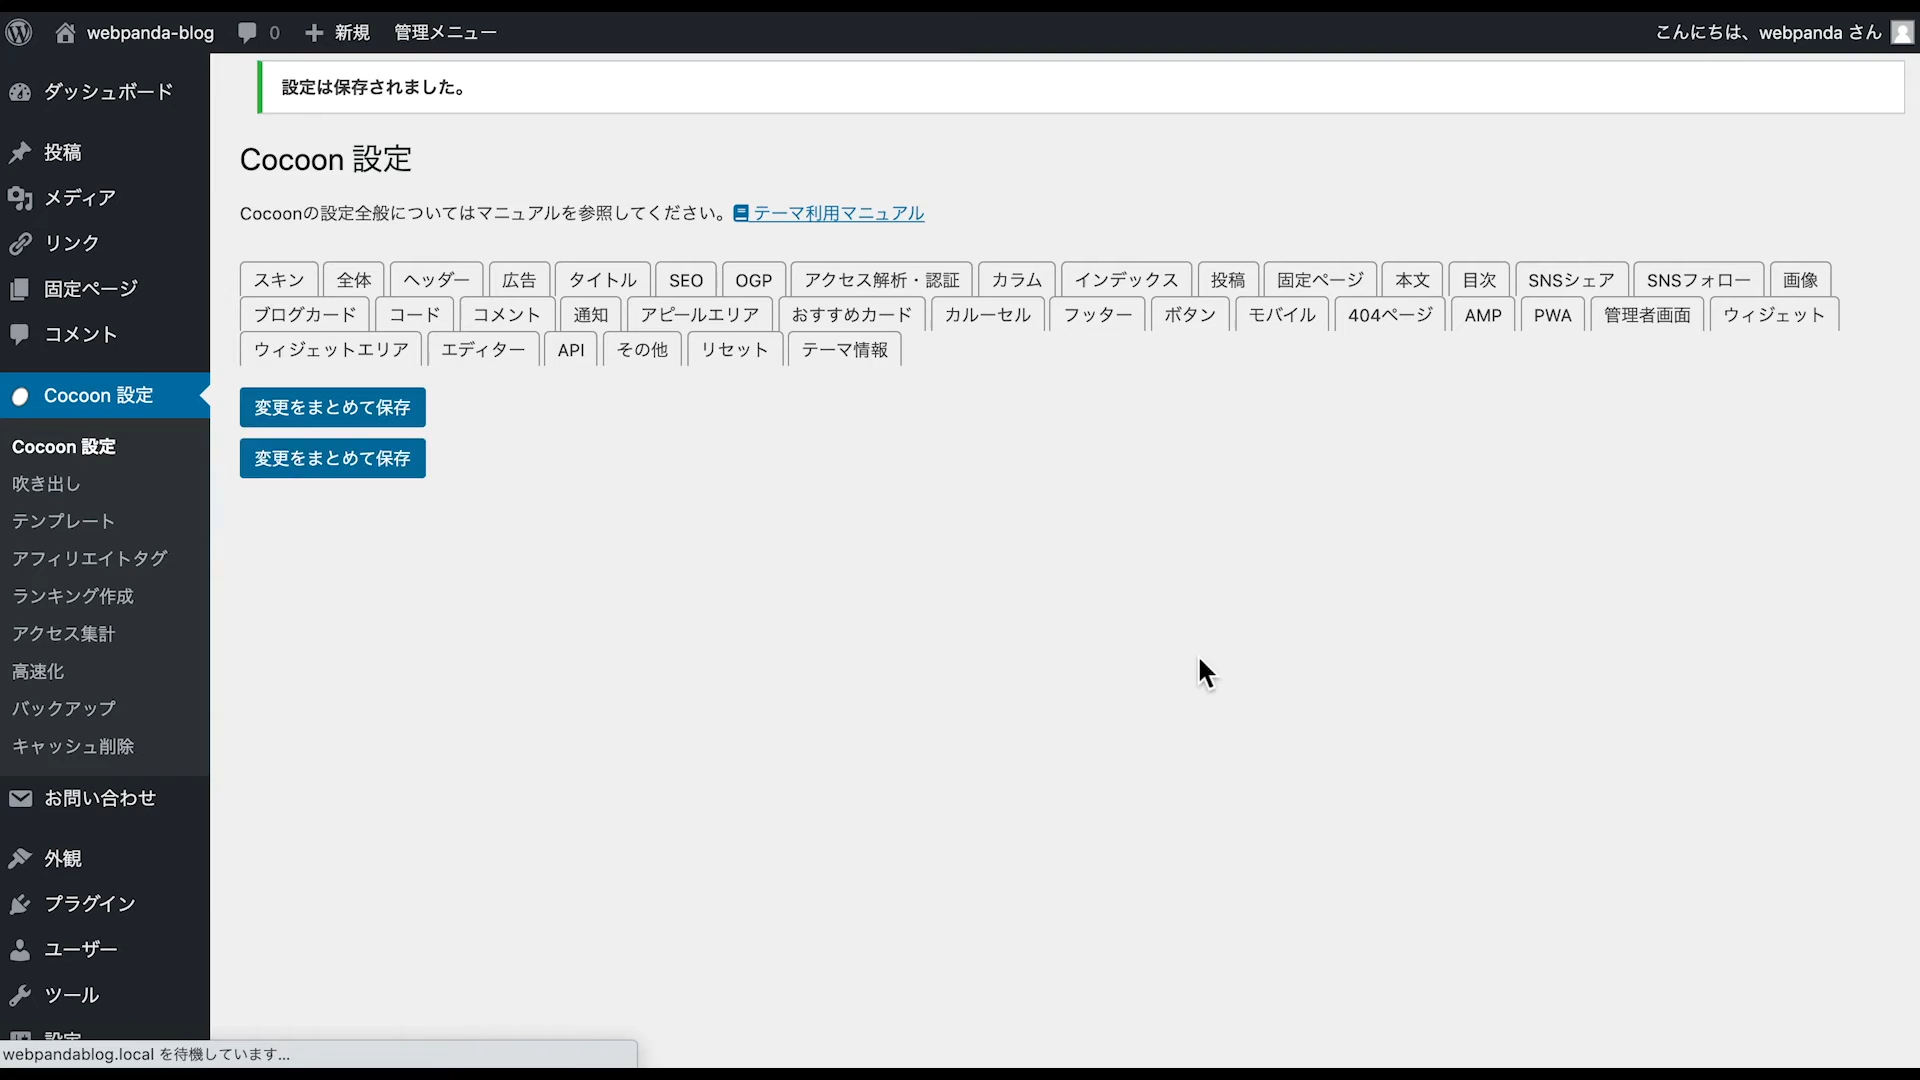 webpanda-blog 0 新規 管理メニュー こんにちは、webpanda さん
ダッシュボード
投稿
メディア
リンク
固定ページ
コメント
Cocoon 設定
Cocoon 設定
吹き出し
テンプレート
アフィリエイトタグ
ランキング作成
アクセス集計
高速化
バックアップ
キャッシュ削除
お問い合わせ
外観
プラグイン
ユーザー
ツール
設定
設定は保存されました。
Cocoon 設定
Cocoonの設定全般についてはマニュアルを参照してください。 テーマ利用マニュアル
スキン 全体 ヘッダー 広告 タイトル SEO OGP アクセス解析・認証 カラム インデックス 投稿 固定ページ 本文 目次 SNSシェア SNSフォロー 画像
ブログカード コード コメント 通知 アピールエリア おすすめカード カルーセル フッター ボタン モバイル 404ページ AMP PWA 管理者画面 ウィジェット
ウィジェットエリア エディター API その他 リセット テーマ情報
変更をまとめて保存
変更をまとめて保存
webpandablog.local を待機しています...